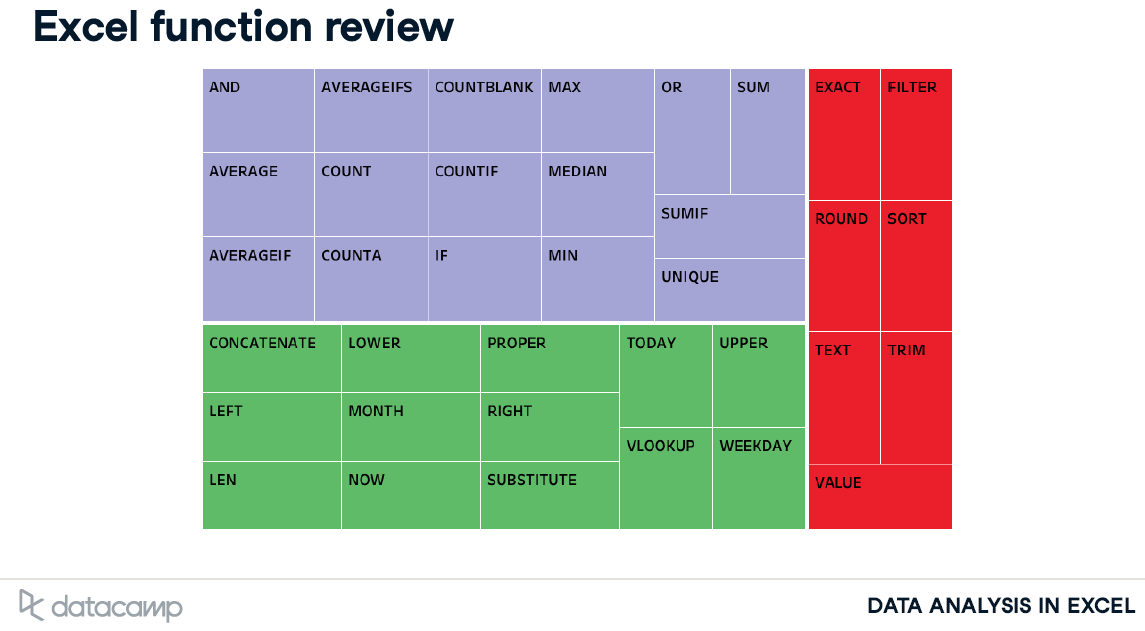 Excel function review
AND
AVERAGEIFS
COUNTBLANK
MAX
OR
SUM
AVERAGE
COUNT
COUNTIF
MEDIAN
SUMIF
AVERAGEIF
COUNTA
IF
MIN
UNIQUE
CONCATENATE
LOWER
PROPER
TODAY
UPPER
LEFT
MONTH
RIGHT
VLOOKUP
WEEKDAY
LEN
NOW
SUBSTITUTE
EXACT
FILTER
ROUND
SORT
TEXT
TRIM
VALUE
datacamp
DATA ANALYSIS IN EXCEL